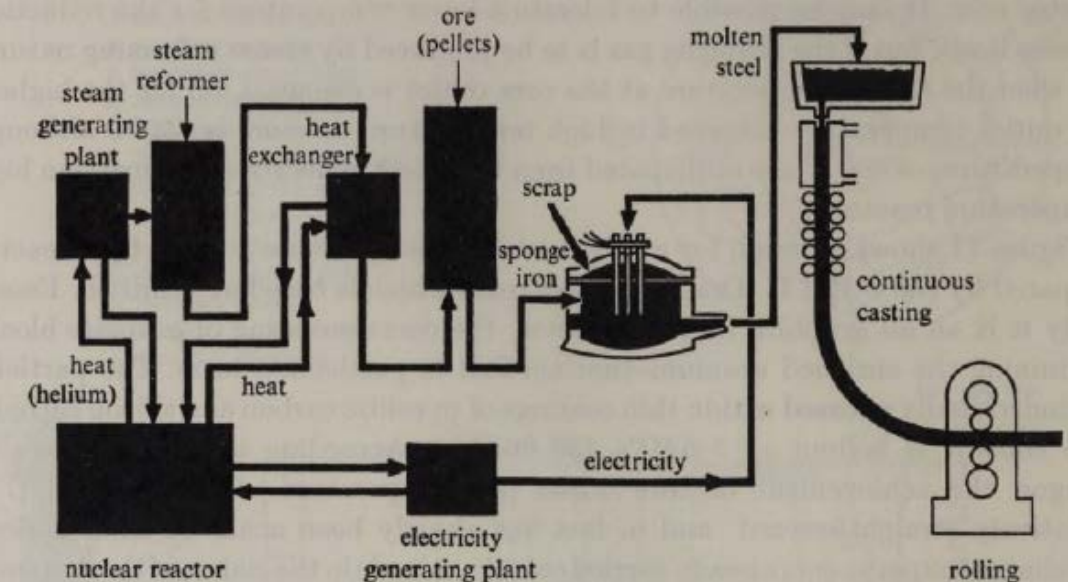 ore
(pellets)
molten
steel
steam
reformer
steam
generating
plant
heat
exchanger
scrap
sponge
iron
continuous
casting
heat
(helium)
heat
electricity
nuclear reactor
electricity
generating plant
rolling